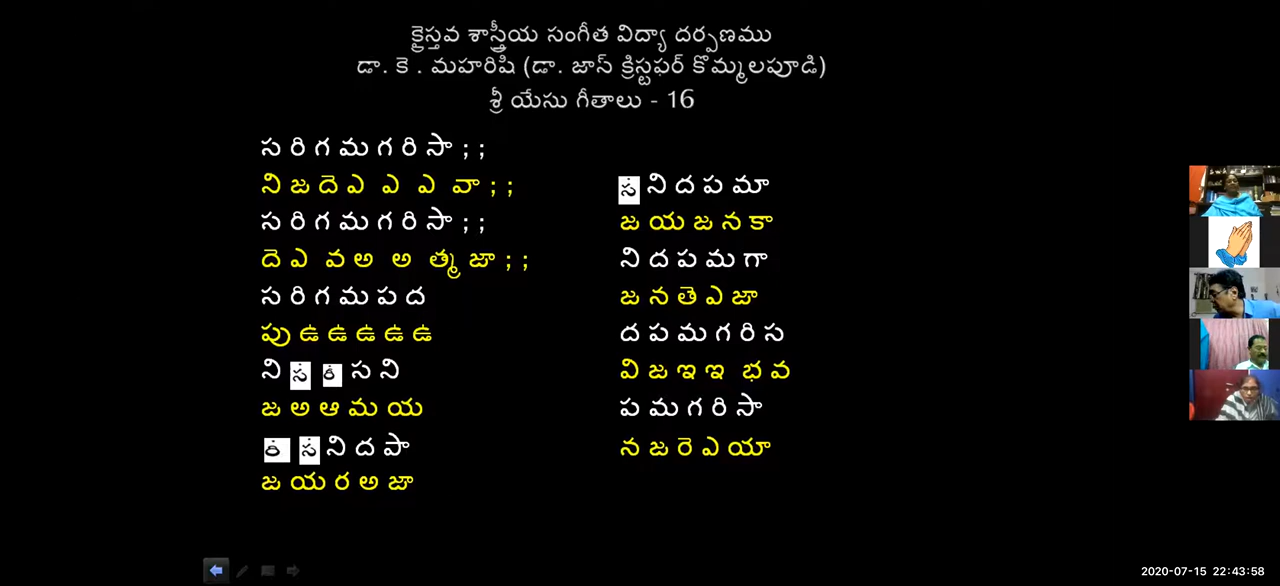 క్రైస్తవ శాస్త్రీయ సంగీత విద్యా దర్పణము
డా. కె . మహరిషి (డా. జాస్ క్రిస్టఫర్ కొమ్మలపూడి)
శ్రీ యేసు గీతాలు - 16
స రి గ మ గ రి సా ; ;
ని జ దె ఎ ఎ ఎ వా ; ;
స రి గ మ గ రి సా ; ;
దె ఎ వ అ అ త్మ జా ; ;
స రి గ మ ప ద
పు ఉ ఉ ఉ ఉ ఉ
ని స రి స ని
జ అ ఆ మ య
రి స ని ద పా
జ య ర అ జా
స ని ద ప మా
జ య జ న కా
ని ద ప మ గా
జ న తె ఎ జా
ద ప మ గ రి స
వి జ ఇ ఇ భ వ
ప మ గ రి సా
న జ రె ఎ యా
2020-07-15 22:43:58